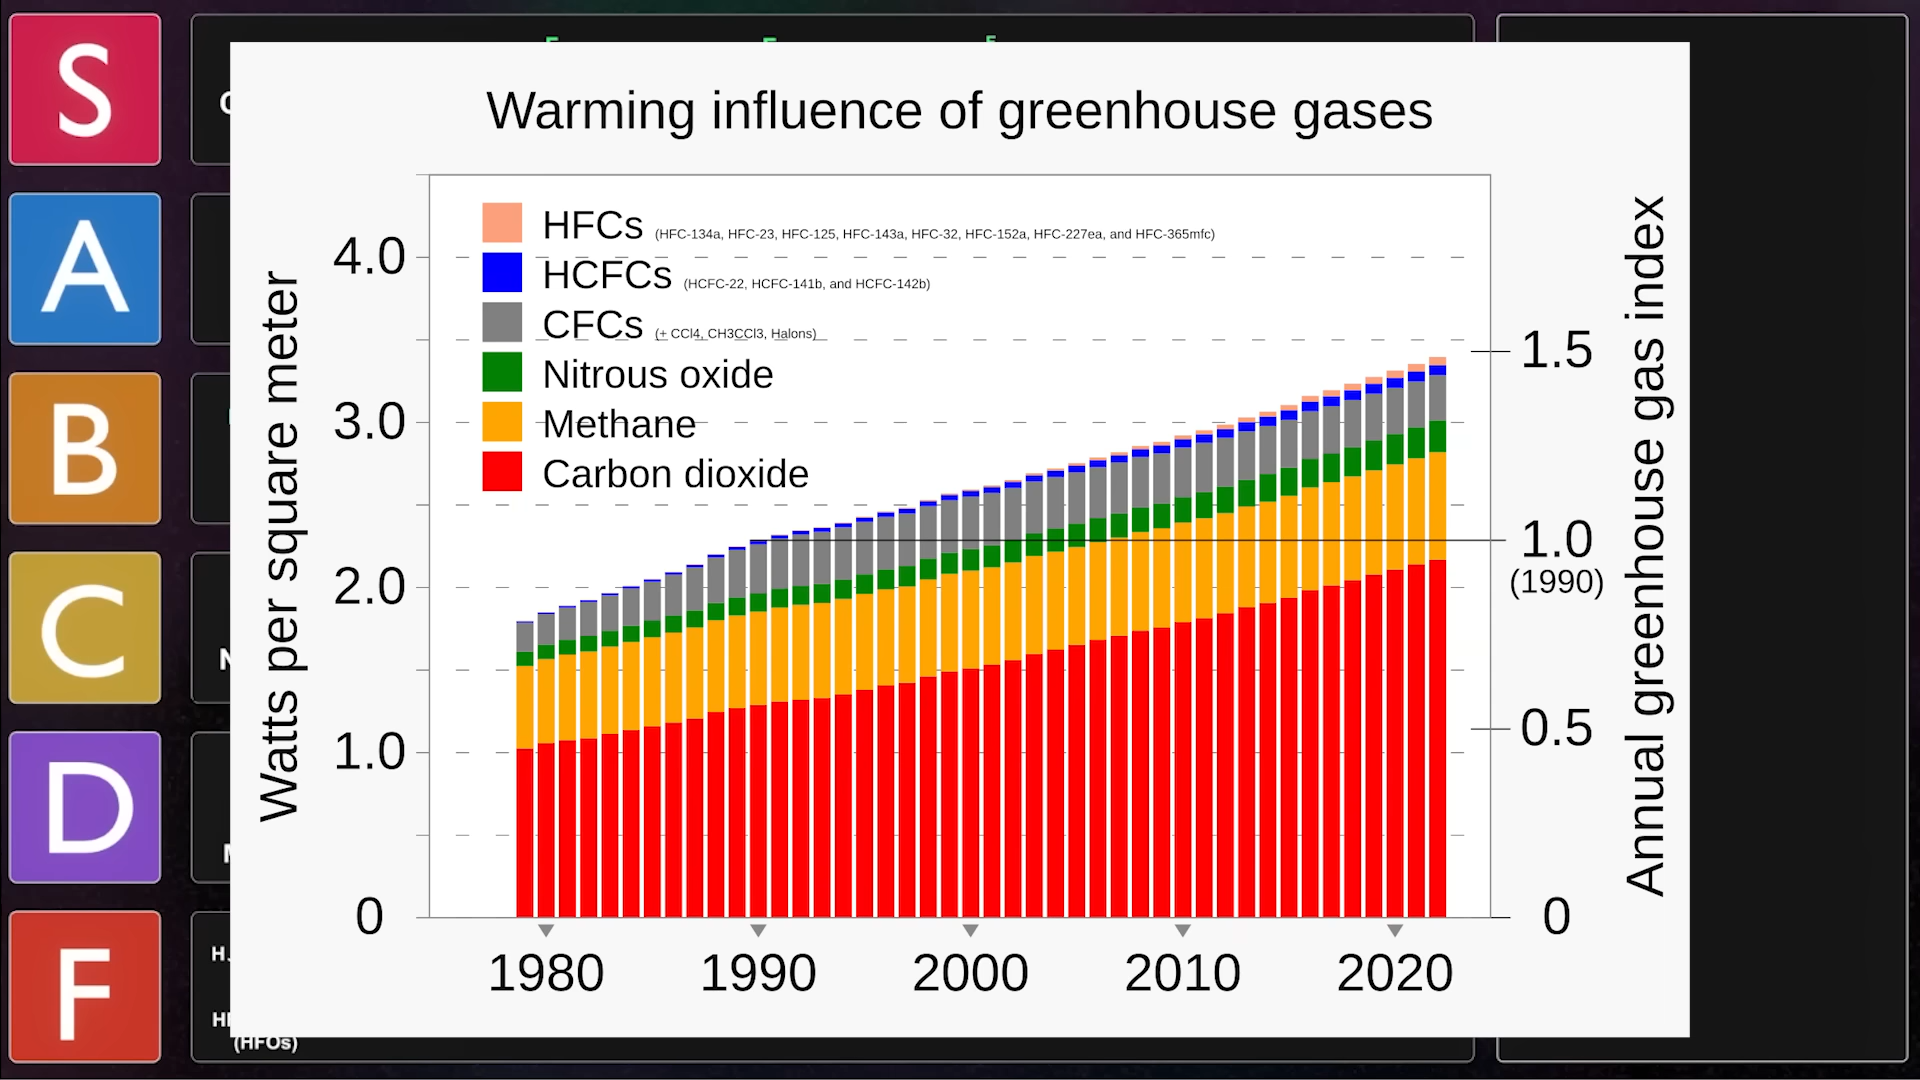 S
A
B
C
D
F
Warming influence of greenhouse gases
HFCs (HFC-134a, HFC-23, HFC-125, HFC-143a, HFC-32, HFC-152a, HFC-227ea, and HFC-365mfc)
HCFCs (HCFC-22, HCFC-141b, and HCFC-142b)
CFCs (+ CCl4, CH3CCl3, Halons)
Nitrous oxide
Methane
Carbon dioxide
Watts per square meter
4.0
3.0
2.0
1.0
0
1980 1990 2000 2010 2020
1.5
1.0
(1990)
0.5
0
Annual greenhouse gas index
(HFOs)